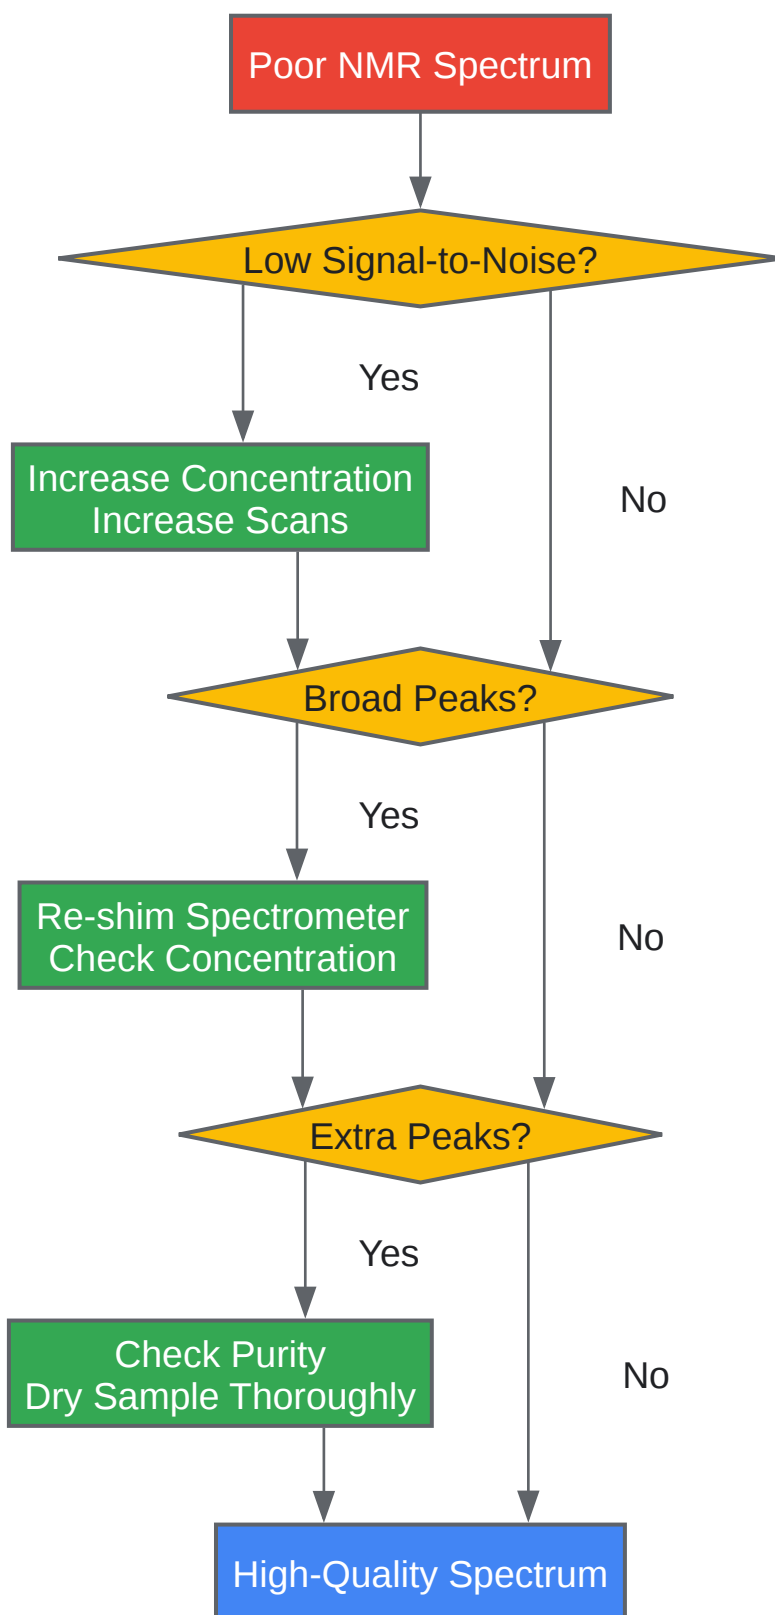 Poor NMR Spectrum
Low Signal-to-Noise?
Yes
Increase Concentration
Increase Scans
No
Broad Peaks?
Yes
Re-shim Spectrometer
Check Concentration
No
Extra Peaks?
Yes
Check Purity
Dry Sample Thoroughly
No
High-Quality Spectrum